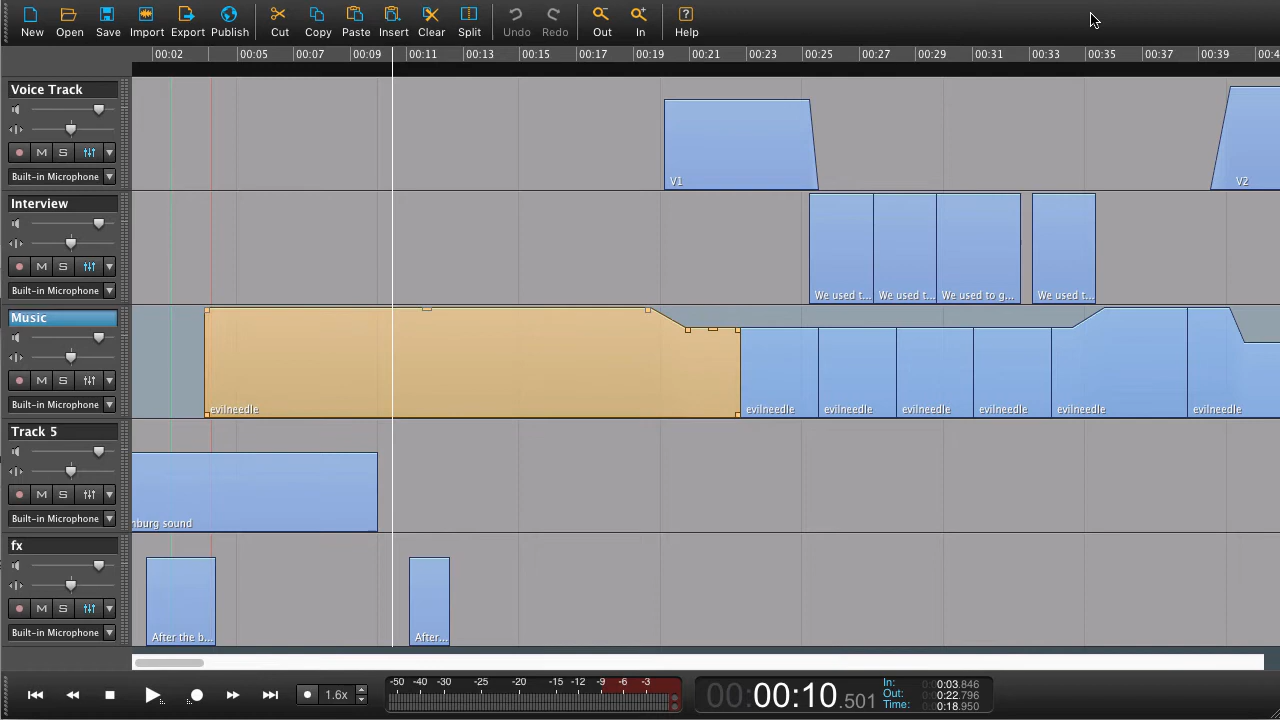 New Open Save Import Export Publish Cut Copy Paste Insert Clear Split Undo Redo Out In Help
00:02 00:05 00:07 00:09 00:11 00:13 00:15 00:17 00:19 00:21 00:23 00:25 00:27 00:29 00:31 00:33 00:35 00:37 00:39 00:4
Voice Track
M S
Built-in Microphone
V1 V2
Interview
M S
Built-in Microphone
We used t... We used t... We used to g... We used t...
Music
M S
Built-in Microphone
evilneedle evilneedle evilneedle evilneedle evilneedle evilneedle evilneedle
Track 5
M S
Built-in Microphone
nburg sound
fx
M S
Built-in Microphone
After the b... After...
1.6x
-50 -40 -30 -25 -20 -15 -12 -9 -6 -3
00:00:10.501
In: 0:00:03.846
Out: 0:00:22.796
Time: 0:00:18.950